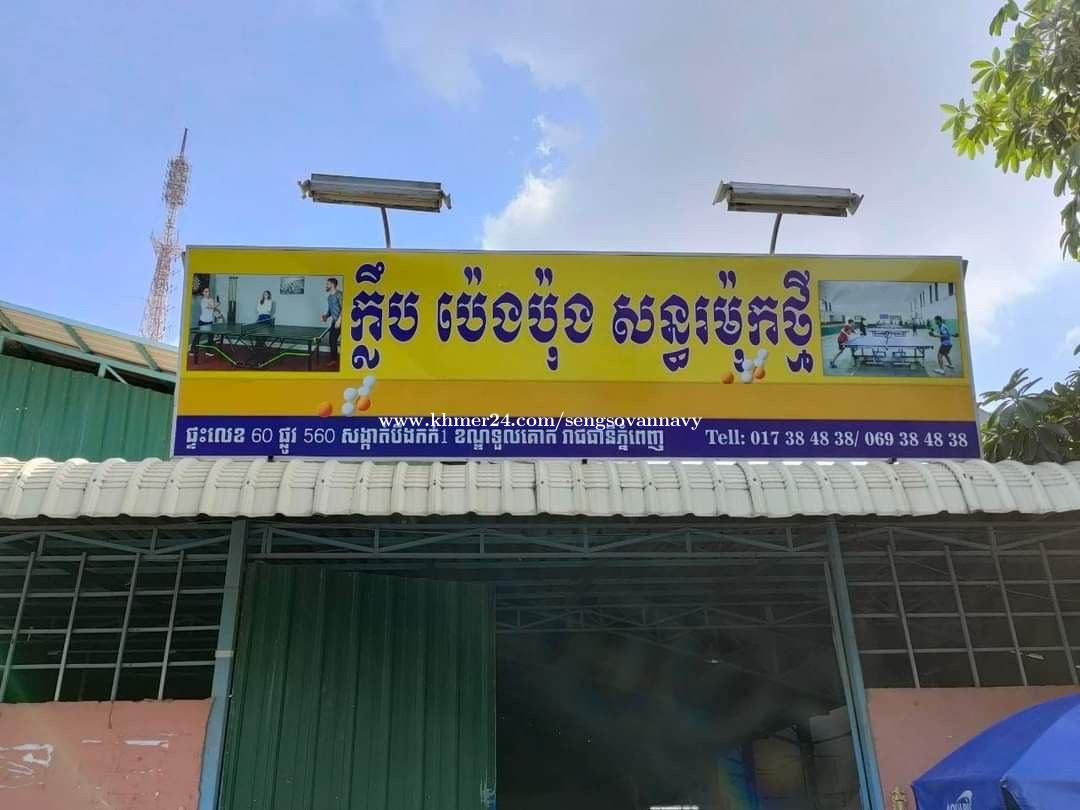 ក្លឹប ប៉េងប៉ុង សន្ធរម៉ុកថ្មី
www.khmer24.com/sengsovannavy
ផ្ទះលេខ 60 ផ្លូវ 560 សង្កាត់បឹងកក់1 ខណ្ឌទួលគោក រាជធានីភ្នំពេញ Tell: 017 38 48 38/ 069 38 48 38